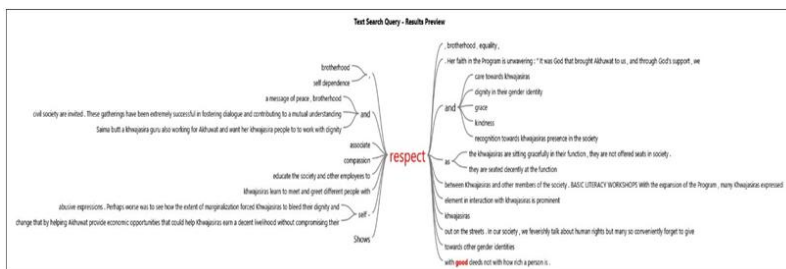 Text Search Query - Results Preview
brotherhood
self dependence
,
a message of peace , brotherhood
civil society are invited . These gatherings have been extremely successful in fostering dialogue and contributing to a mutual understanding
Saima butt a khwajasira guru also working for Akhuwat and want her khwajasira people to to work with dignity
and
associate
compassion
educate the society and other employees to
Khwajasiras learn to meet and greet different people with
abusive expressions . Perhaps worse was to see how the extent of marginalization forced Khwajasiras to bleed their dignity and
change that by helping Akhuwat provide economic opportunities that could help Khwajasiras earn a decent livelihood without compromising their
self -
Shows
respect
, brotherhood , equality ,
. Her faith in the Program is unwavering : " It was God that brought Akhuwat to us , and through God's support , we
and
care towards khwajasiras
dignity in their gender identity
grace
kindness
recognition towards khwajasiras presence in the society
as
the khwajasiras are sitting gracefully in their function , they are not offered seats in society .
they are seated decently at the function
between Khwajasiras and other members of the society . BASIC LITERACY WORKSHOPS With the expansion of the Program , many Khwajasiras expressed
element in interaction with khwajasiras is prominent
khwajasiras
out on the streets . In our society , we feverishly talk about human rights but many so conveniently forget to give
towards other gender identities
with good deeds not with how rich a person is .